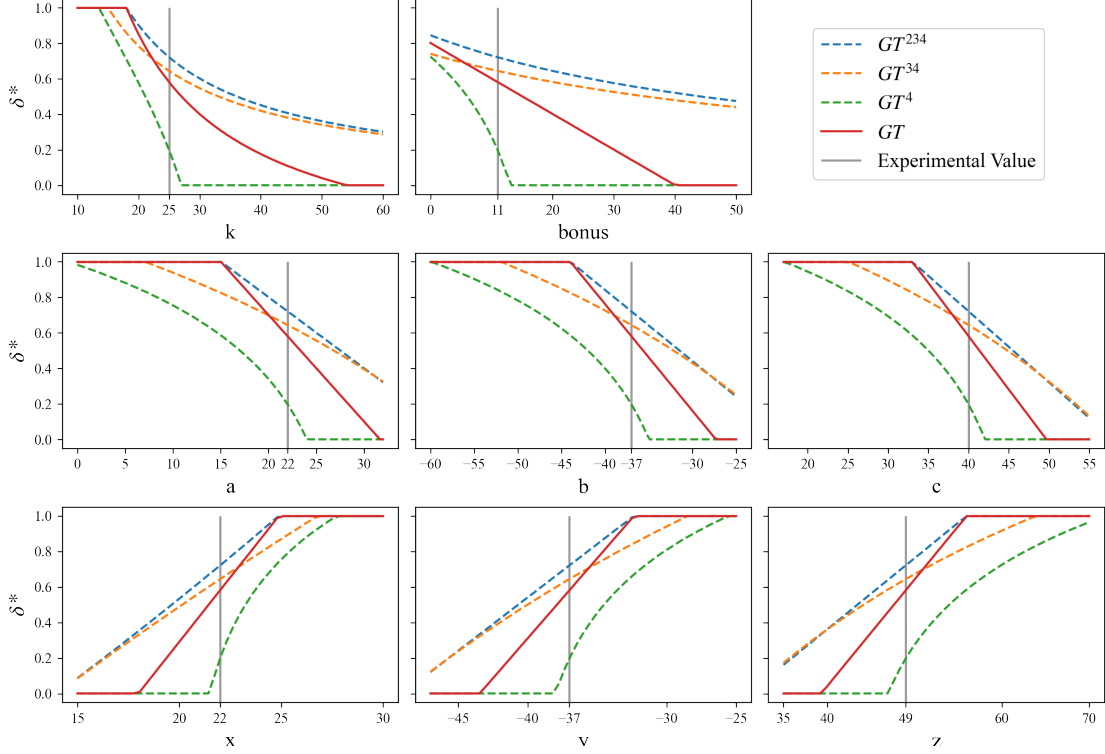 1.0
0.8
0.6
0.4
0.2
0.0
δ*
10 20 25 30 40 50 60
k
0 11 20 30 40 50
bonus
GT^234
GT^34
GT^4
GT
Experimental Value
1.0
0.8
0.6
0.4
0.2
0.0
δ*
0 5 10 15 20 22 25 30
a
−60 −55 −50 −45 −40 −37 −30 −25
b
20 25 30 35 40 45 50 55
c
1.0
0.8
0.6
0.4
0.2
0.0
δ*
15 20 22 25 30
x
−45 −40 −37 −30 −25
y
35 40 49 60 70
z